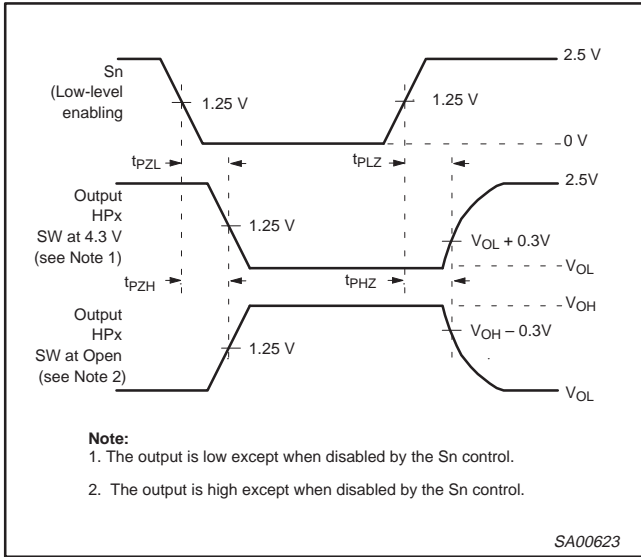 2.5 V
Sn
(Low-level
enabling
1.25 V
1.25 V
0 V
tPZL
tPLZ
2.5V
Output
HPx
SW at 4.3 V
(see Note 1)
1.25 V
VOL + 0.3V
VOL
tPZH
tPHZ
VOH
Output
HPx
SW at Open
(see Note 2)
1.25 V
VOH – 0.3V
VOL
Note:
1. The output is low except when disabled by the Sn control.
2. The output is high except when disabled by the Sn control.
SA00623